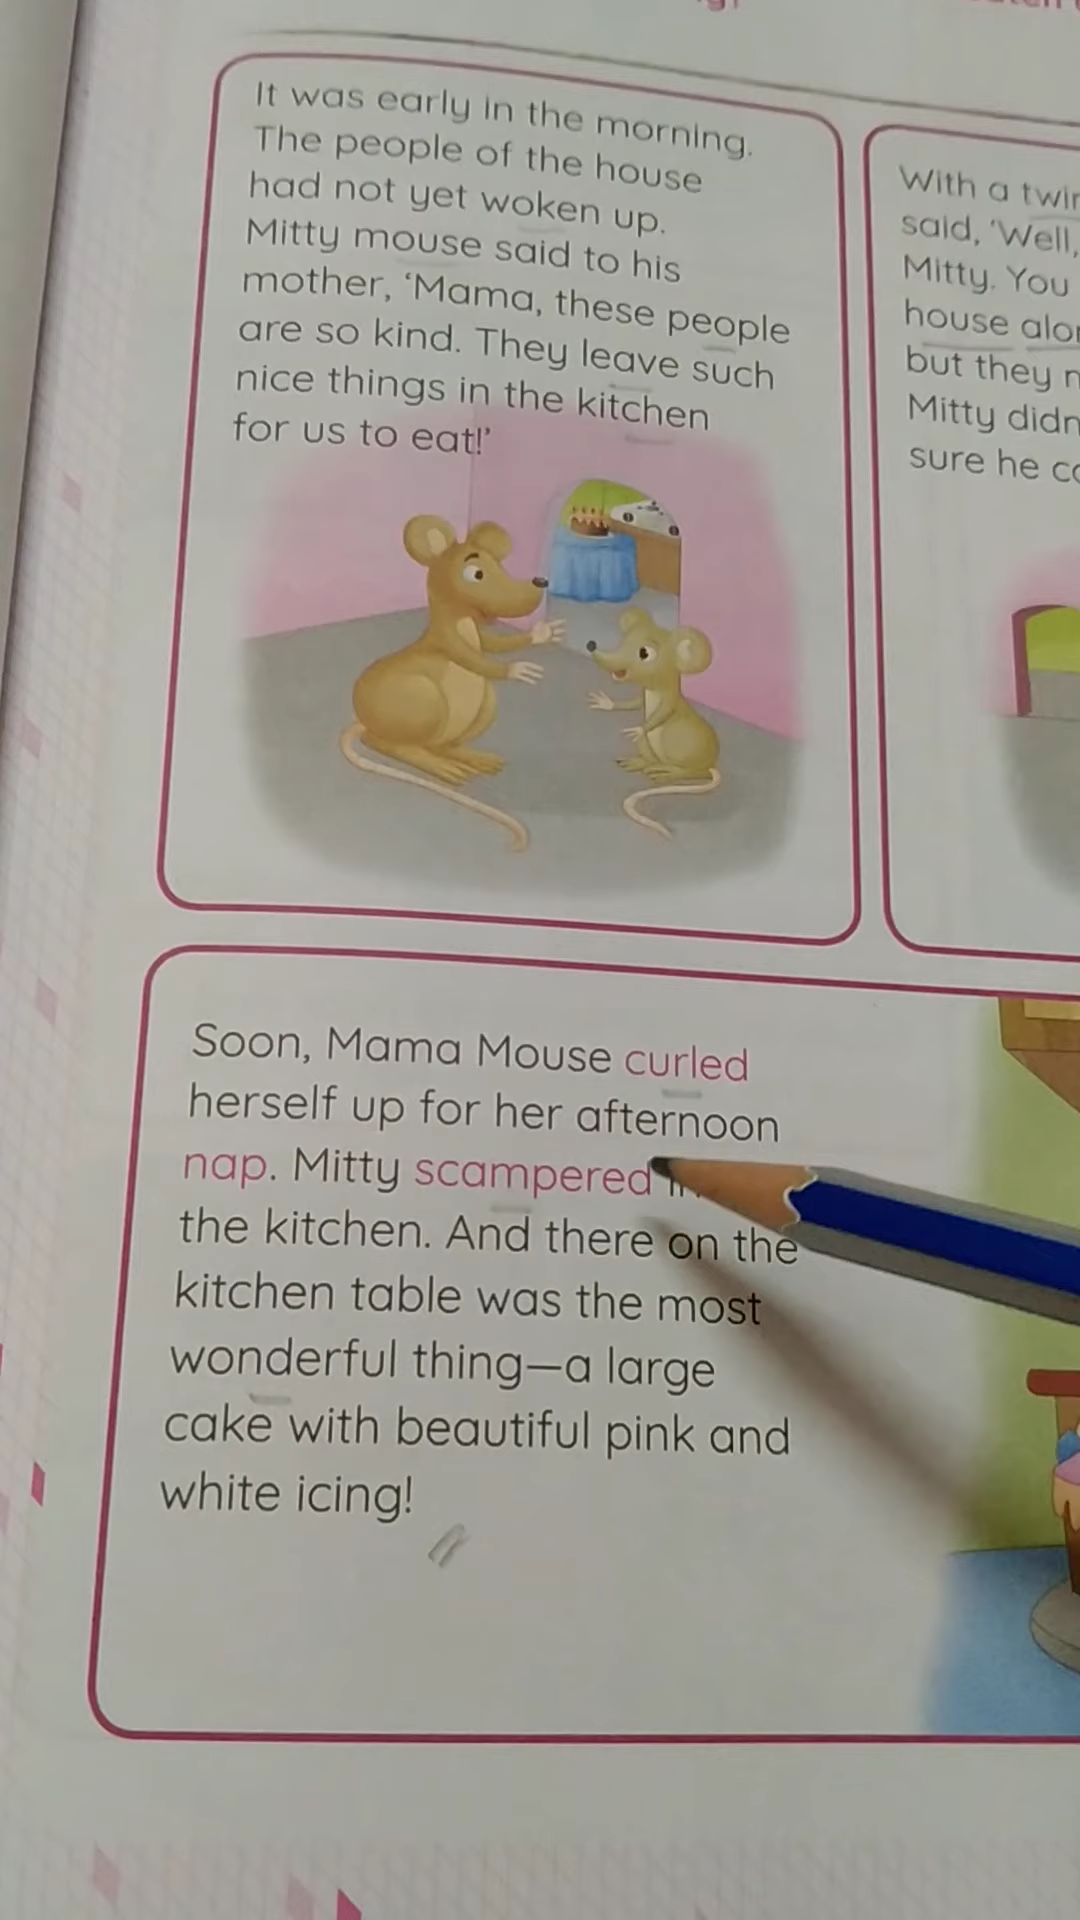 It was early in the morning.
The people of the house
had not yet woken up.
Mitty mouse said to his
mother, ‘Mama, these people
are so kind. They leave such
nice things in the kitchen
for us to eat!’
With a
said, ‘Well,
Mitty. You
house
but they
Mitty
sure he
Soon, Mama Mouse curled
herself up for her afternoon
nap. Mitty scampered
the kitchen. And there on the
kitchen table was the most
wonderful thing—a large
cake with beautiful pink and
white icing!